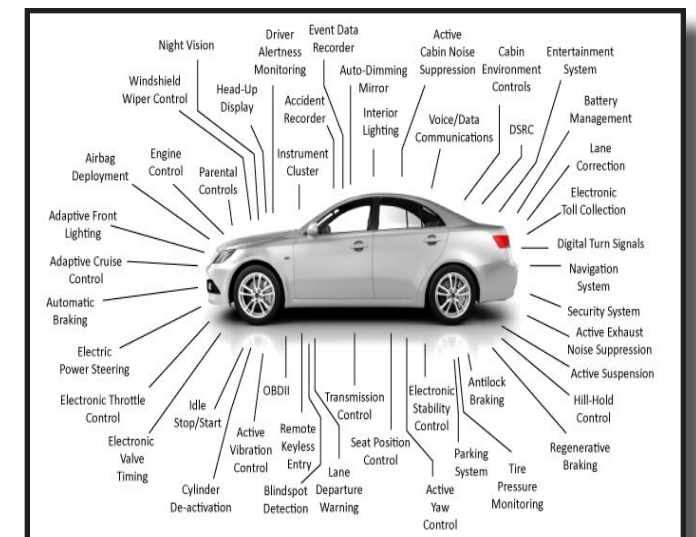 Night Vision
Driver
Alertness
Monitoring
Event Data
Recorder
Active
Cabin Noise
Suppression
Cabin
Environment
Controls
Entertainment
System
Windshield
Wiper Control
Head-Up
Display
Accident
Recorder
Auto-Dimming
Mirror
Interior
Lighting
Voice/Data
Communications
DSRC
Battery
Management
Airbag
Deployment
Engine
Control
Parental
Controls
Instrument
Cluster
Lane
Correction
Electronic
Toll Collection
Adaptive Front
Lighting
Digital Turn Signals
Adaptive Cruise
Control
Navigation
System
Automatic
Braking
Security System
Electric
Power Steering
Active Exhaust
Noise Suppression
Active Suspension
Electronic Throttle
Control
Idle
Stop/Start
OBDII
Transmission
Control
Electronic
Stability
Control
Antilock
Braking
Hill-Hold
Control
Electronic
Valve
Timing
Active
Vibration
Control
Remote
Keyless
Entry
Seat Position
Control
Parking
System
Regenerative
Braking
Cylinder
De-activation
Blindspot
Detection
Lane
Departure
Warning
Active
Yaw
Control
Tire
Pressure
Monitoring